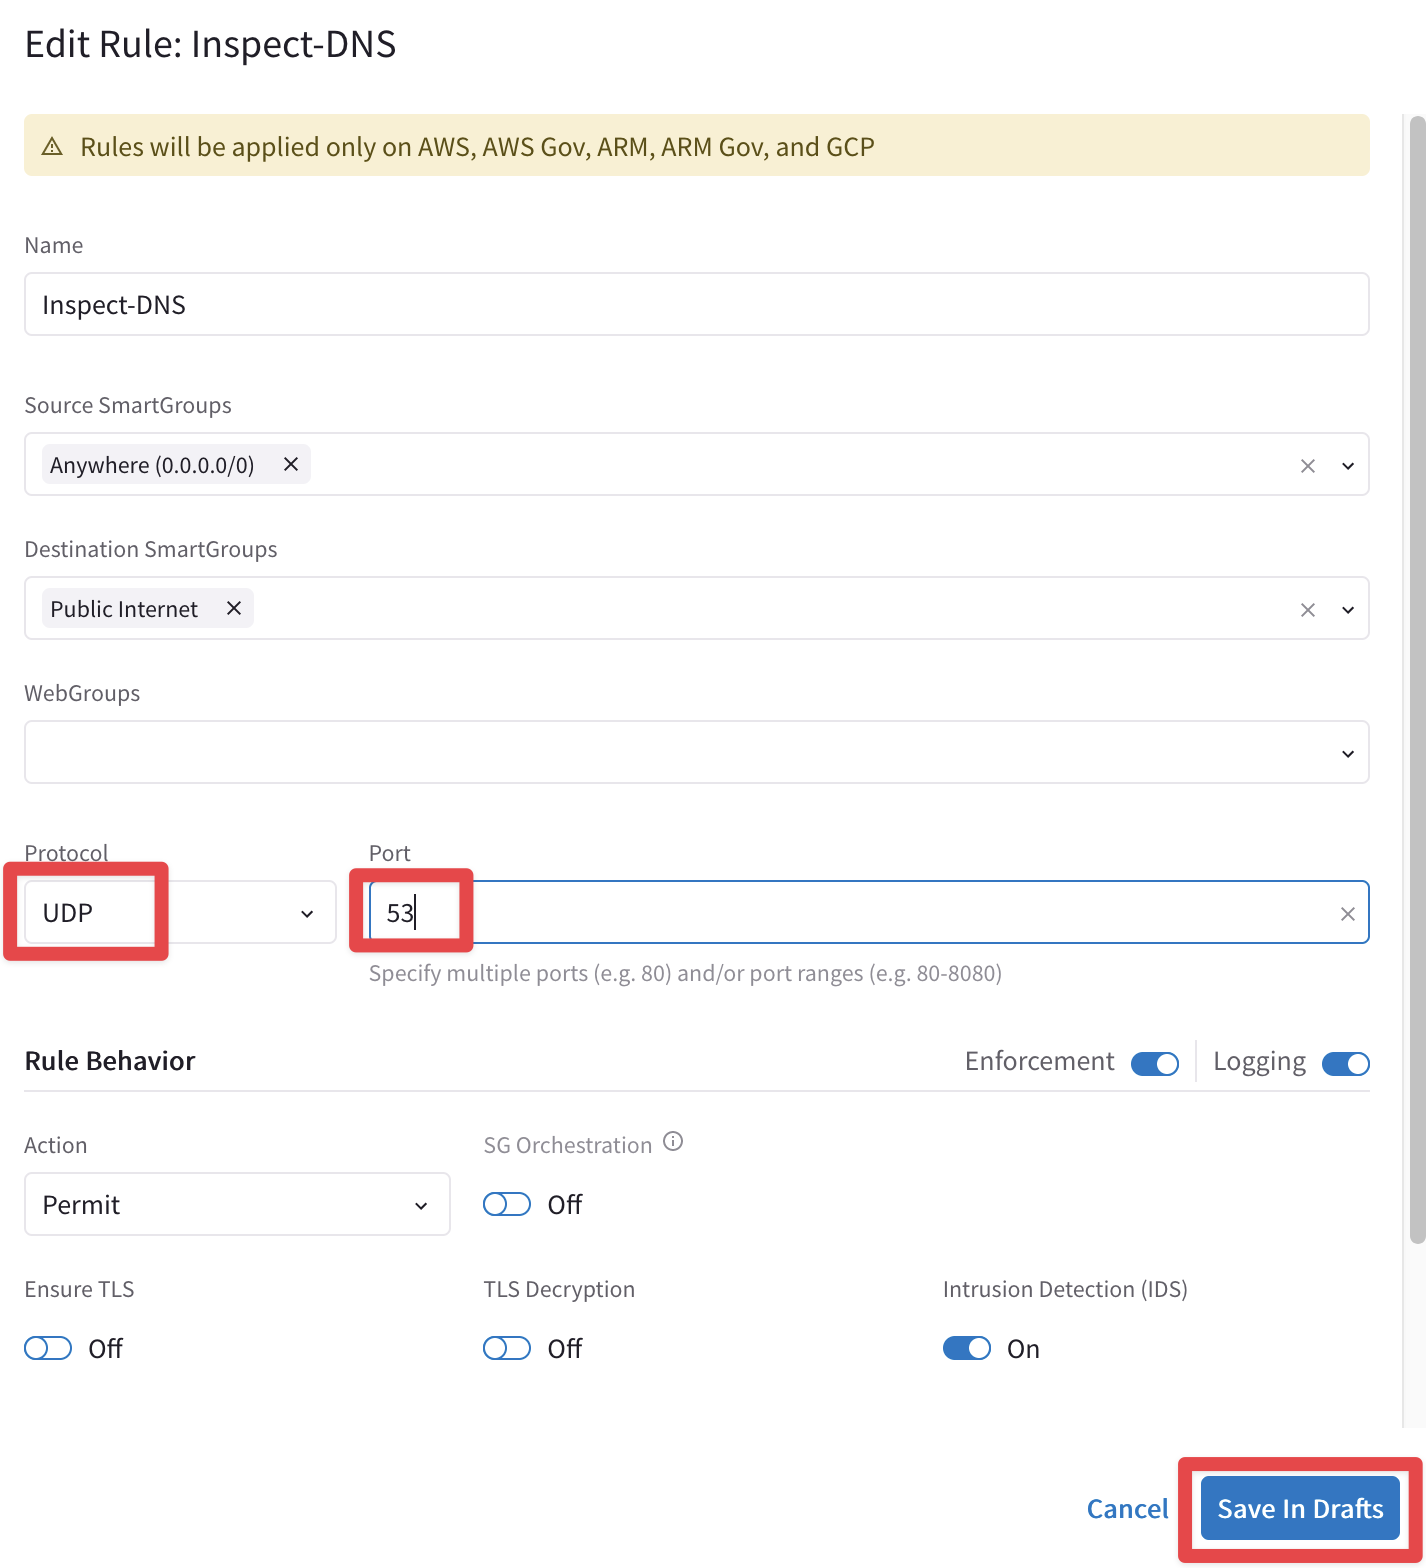 Edit Rule: Inspect-DNS
Rules will be applied only on AWS, AWS Gov, ARM, ARM Gov, and GCP
Name
Inspect-DNS
Source SmartGroups
Anywhere (0.0.0.0/0)
Destination SmartGroups
Public Internet
WebGroups
Protocol Port
UDP 53
Specify multiple ports (e.g. 80) and/or port ranges (e.g. 80-8080)
Rule Behavior Enforcement Logging
Action SG Orchestration
Permit Off
Ensure TLS TLS Decryption Intrusion Detection (IDS)
Off Off On
Cancel Save In Drafts